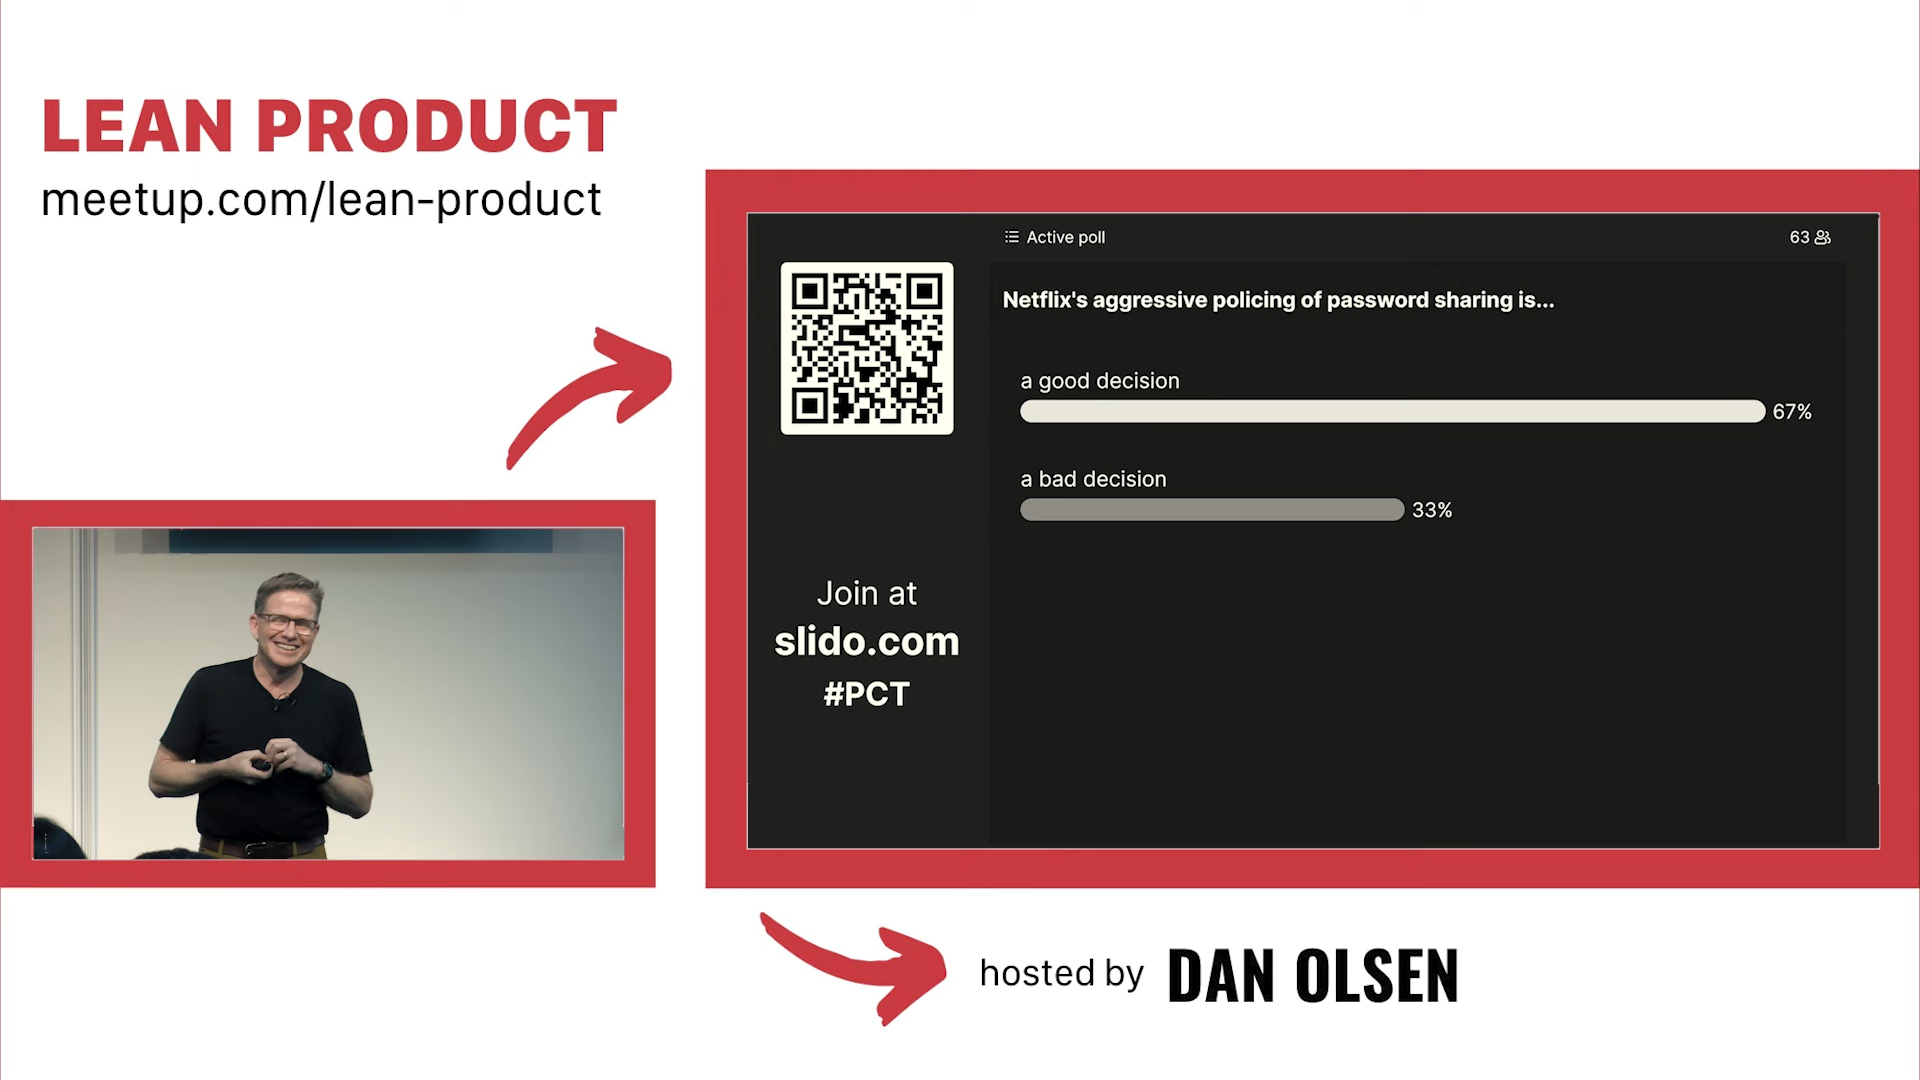 LEAN PRODUCT
meetup.com/lean-product
Active poll
63
Netflix's aggressive policing of password sharing is...
a good decision
67%
a bad decision
33%
Join at
slido.com
#PCT
hosted by DAN OLSEN